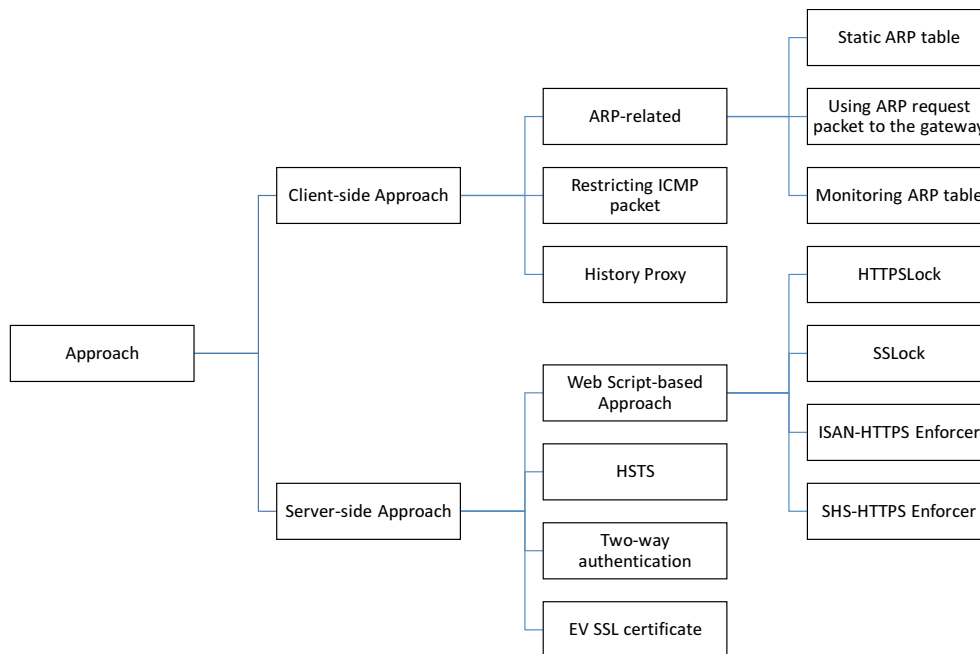 Approach
Client-side Approach
ARP-related
Static ARP table
Using ARP request
packet to the gateway
Monitoring ARP table
Restricting ICMP
packet
History Proxy
Server-side Approach
Web Script-based
Approach
HTTPSLock
SSLock
ISAN-HTTPS Enforcer
SHS-HTTPS Enforcer
HSTS
Two-way
authentication
EV SSL certificate